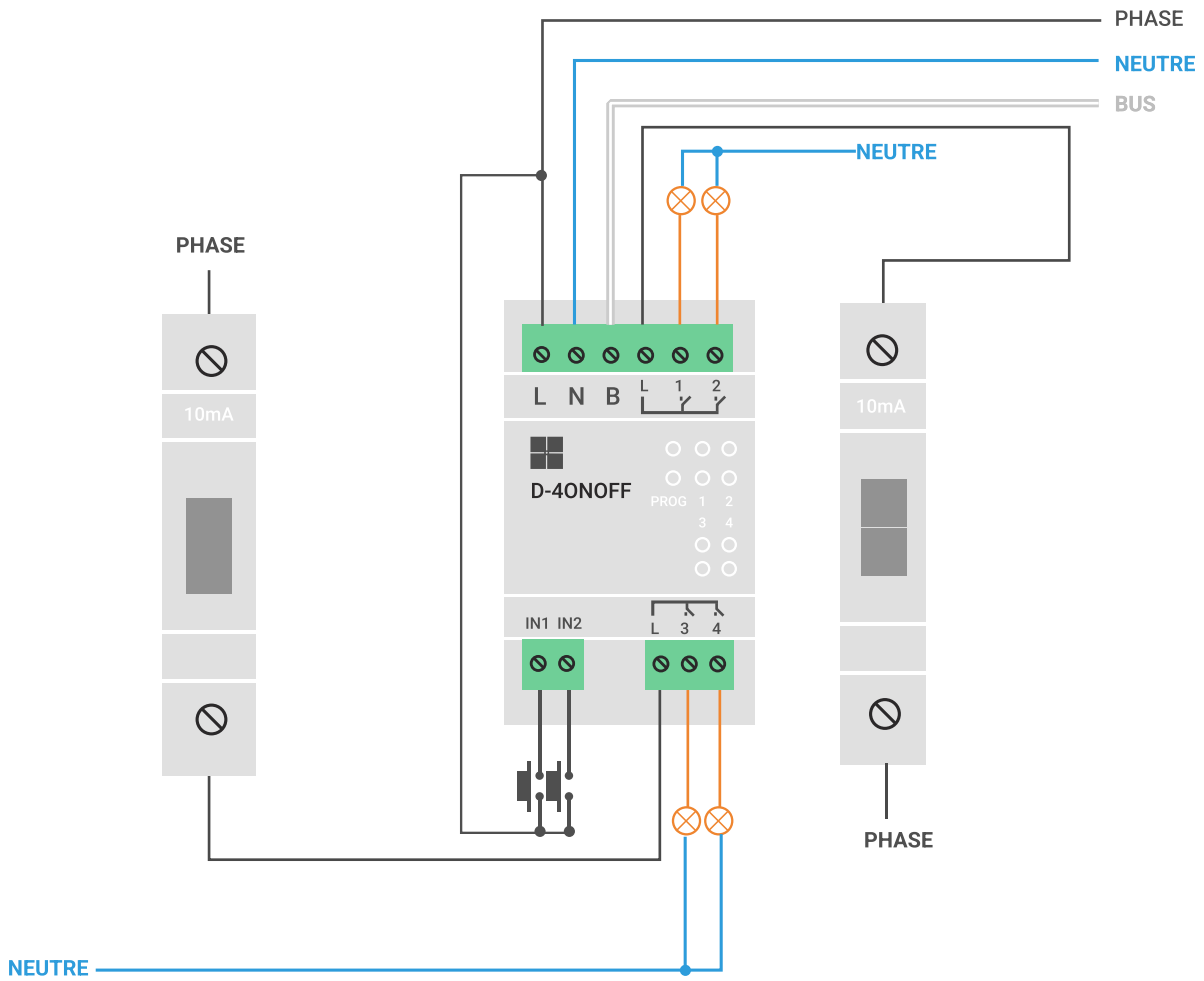 PHASE
NEUTRE
BUS
NEUTRE
PHASE
10mA
L N B L 1 2
10mA
D-4ONOFF
PROG 1 2
3 4
IN1 IN2
L 3 4
PHASE
NEUTRE